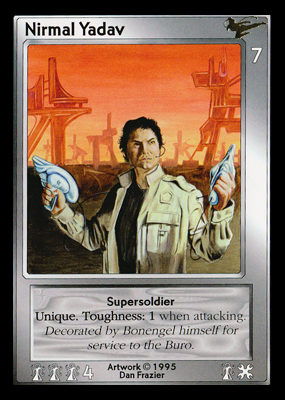 Nirmal Yadav
7
Supersoldier
Unique. Toughness: 1 when attacking.
Decorated by Bonengel himself for
service to the Buro.
4
Artwork © 1995
Dan Frazier